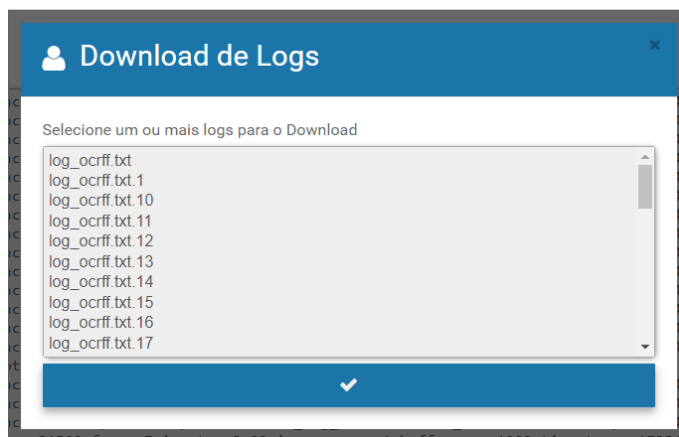 Download de Logs
×
Selecione um ou mais logs para o Download
log_ocrff.txt
log_ocrff.txt.1
log_ocrff.txt.10
log_ocrff.txt.11
log_ocrff.txt.12
log_ocrff.txt.13
log_ocrff.txt.14
log_ocrff.txt.15
log_ocrff.txt.16
log_ocrff.txt.17